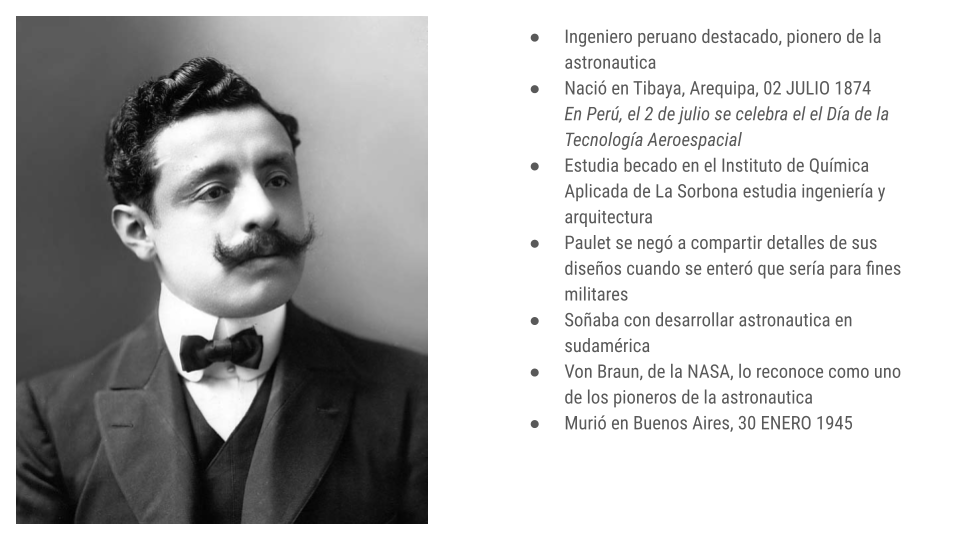 ● Ingeniero peruano destacado, pionero de la
astronautica
● Nació en Tibaya, Arequipa, 02 JULIO 1874
En Perú, el 2 de julio se celebra el el Día de la
Tecnología Aeroespacial
● Estudia becado en el Instituto de Química
Aplicada de La Sorbona estudia ingeniería y
arquitectura
● Paulet se negó a compartir detalles de sus
diseños cuando se enteró que sería para fines
militares
● Soñaba con desarrollar astronautica en
sudamérica
● Von Braun, de la NASA, lo reconoce como uno
de los pioneros de la astronautica
● Murió en Buenos Aires, 30 ENERO 1945